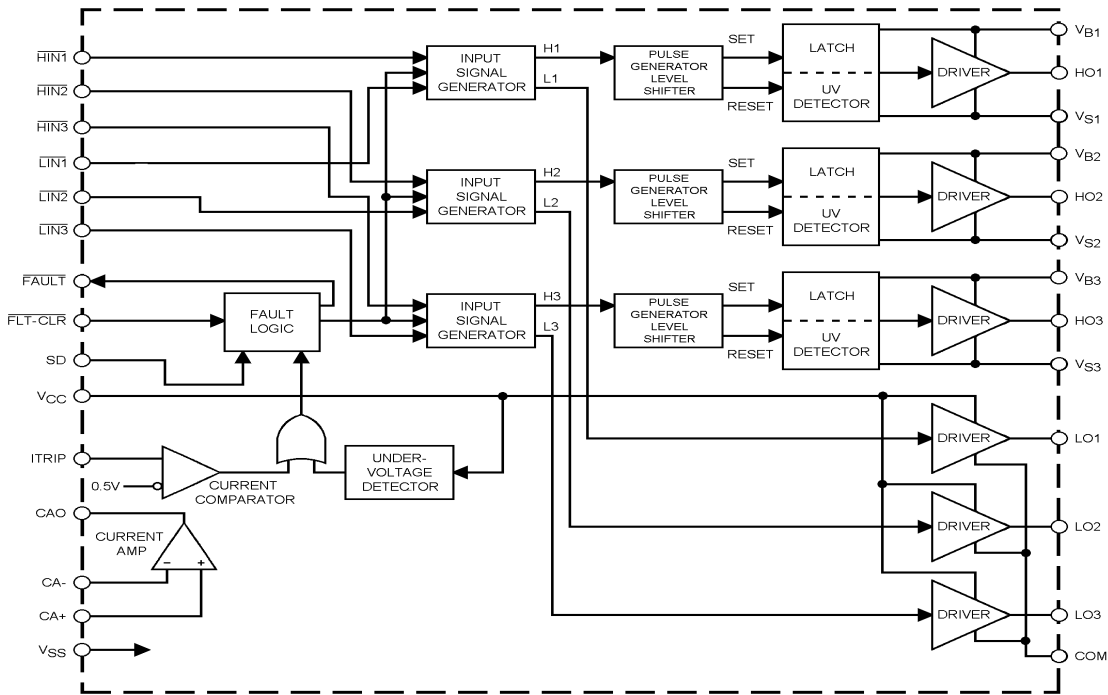 HIN1
HIN2
HIN3
LIN1
LIN2
LIN3
FAULT
FLT-CLR
SD
VCC
ITRIP
0.5V
CAO
CA-
CA+
VSS
INPUT
SIGNAL
GENERATOR
H1
L1
PULSE
GENERATOR
LEVEL
SHIFTER
SET
RESET
LATCH
UV
DETECTOR
DRIVER
VB1
HO1
VS1
INPUT
SIGNAL
GENERATOR
H2
L2
PULSE
GENERATOR
LEVEL
SHIFTER
SET
RESET
LATCH
UV
DETECTOR
DRIVER
VB2
HO2
VS2
FAULT
LOGIC
INPUT
SIGNAL
GENERATOR
H3
L3
PULSE
GENERATOR
LEVEL
SHIFTER
SET
RESET
LATCH
UV
DETECTOR
DRIVER
VB3
HO3
VS3
CURRENT
COMPARATOR
UNDER-
VOLTAGE
DETECTOR
CURRENT
AMP
-
+
DRIVER
LO1
DRIVER
LO2
DRIVER
LO3
COM